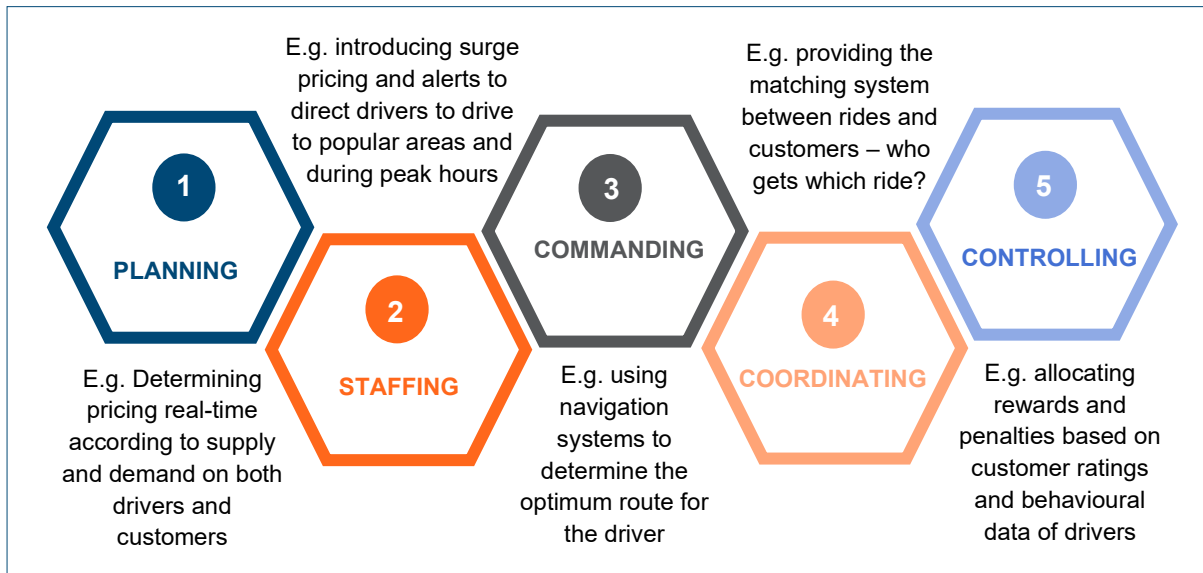 1
PLANNING
E.g. Determining
pricing real-time
according to supply
and demand on both
drivers and
customers
E.g. introducing surge
pricing and alerts to
direct drivers to drive
to popular areas and
during peak hours
2
STAFFING
3
COMMANDING
E.g. using
navigation
systems to
determine the
optimum route for
the driver
E.g. providing the
matching system
between rides and
customers – who
gets which ride?
4
COORDINATING
5
CONTROLLING
E.g. allocating
rewards and
penalties based on
customer ratings
and behavioural
data of drivers